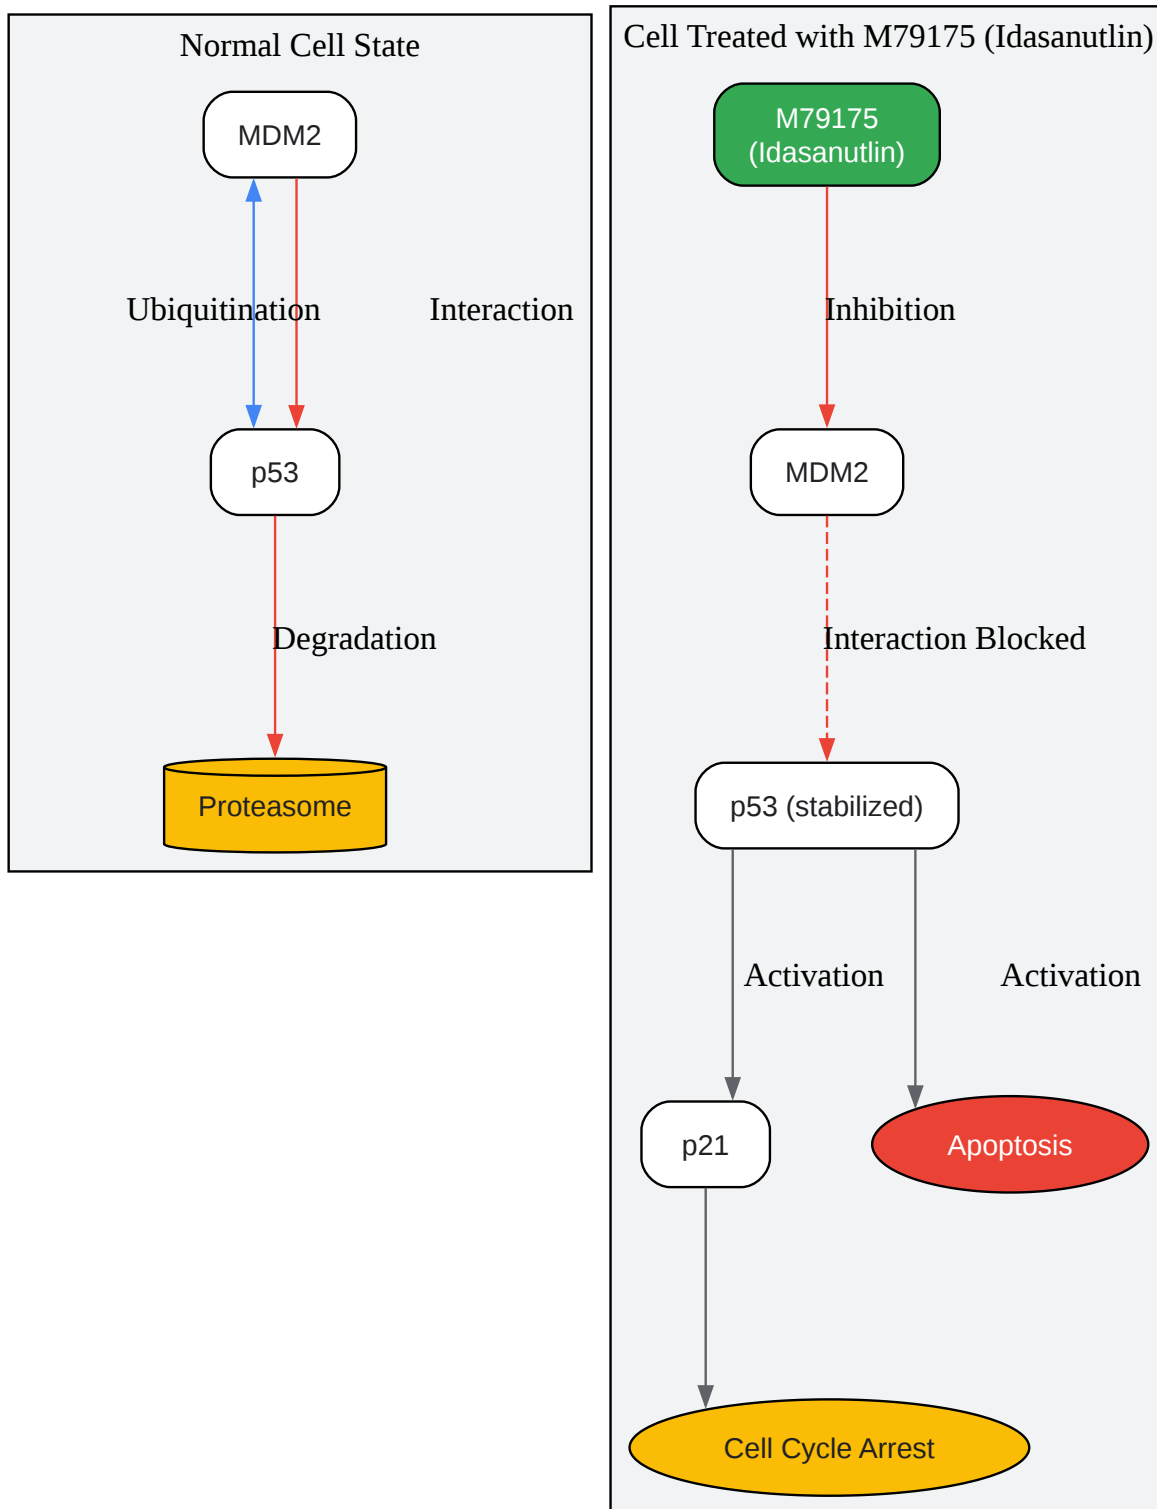 Normal Cell State
MDM2
Ubiquitination
Interaction
p53
Degradation
Proteasome
Cell Treated with M79175 (Idasanutlin)
M79175
(Idasanutlin)
Inhibition
MDM2
Interaction Blocked
p53 (stabilized)
Activation
Activation
p21
Apoptosis
Cell Cycle Arrest